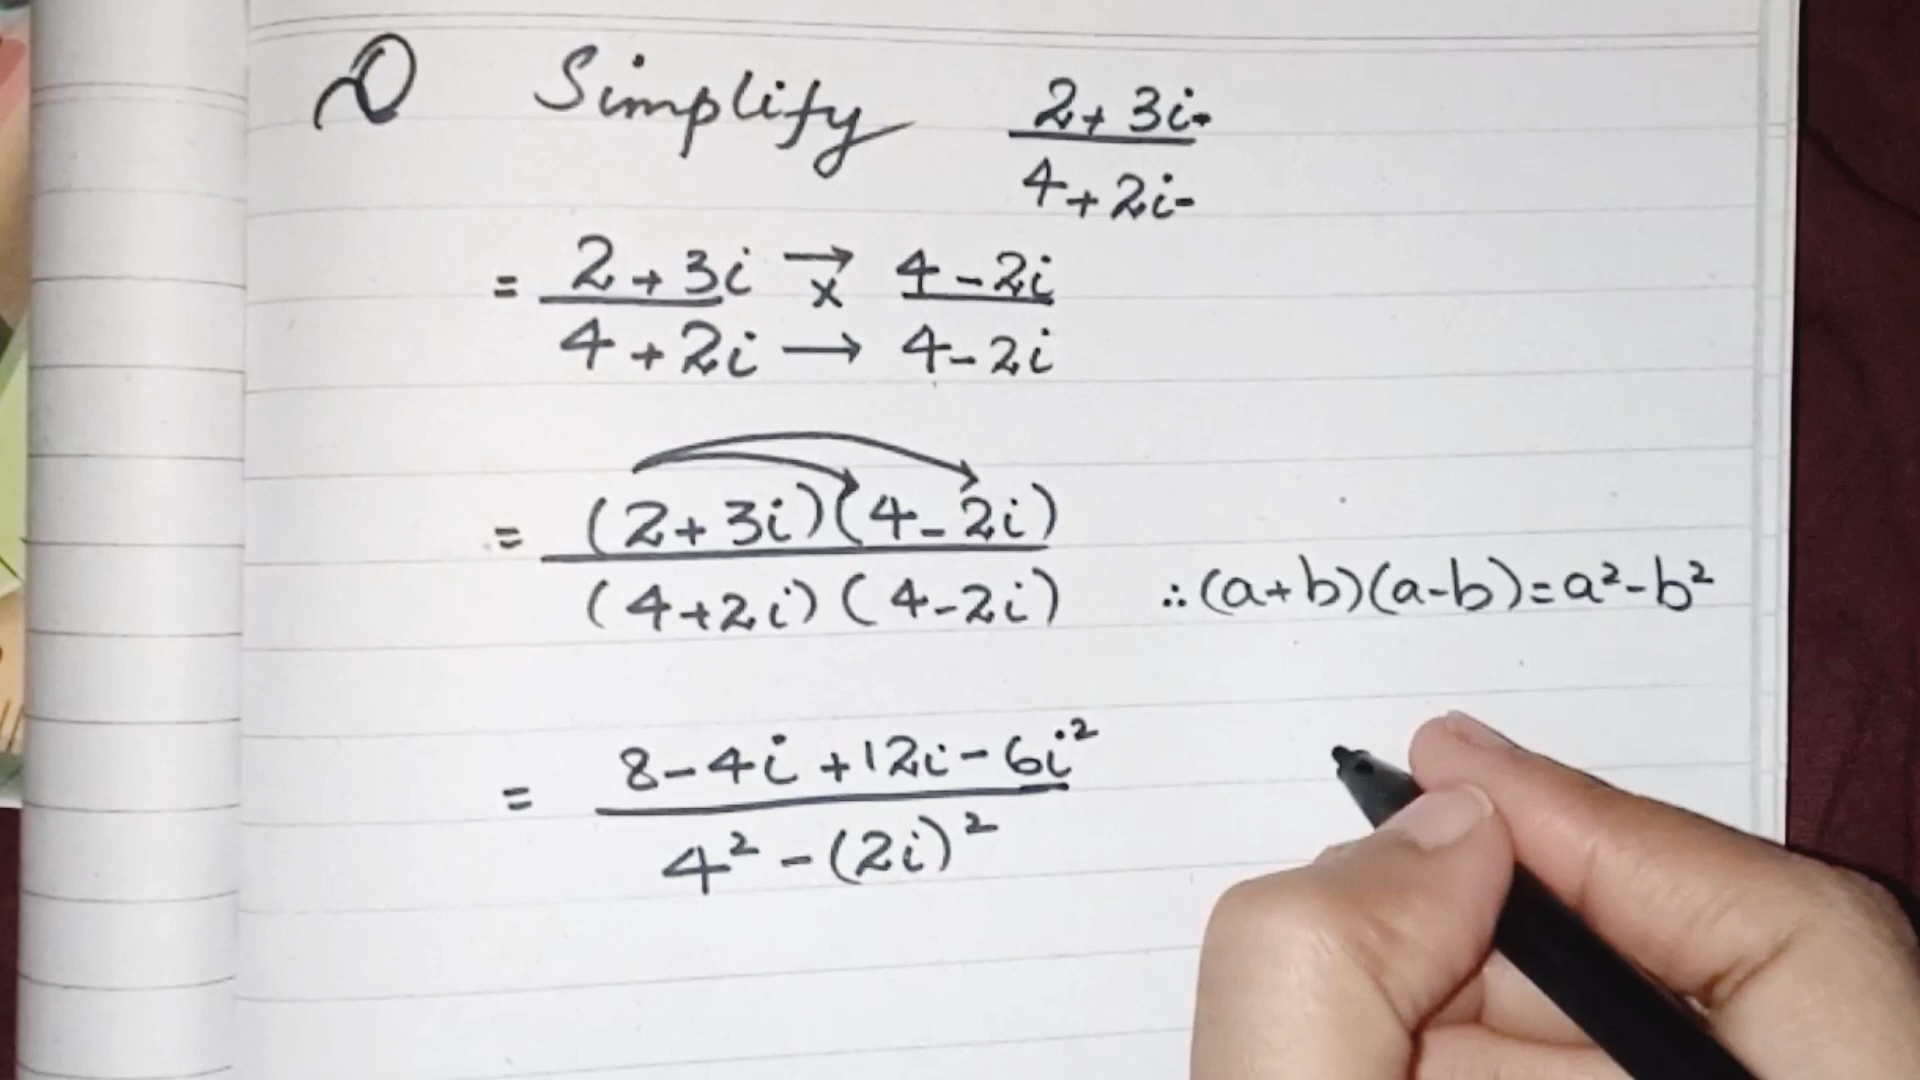 Q Simplify 2+3i / 4+2i
= 2+3i / 4+2i × 4-2i / 4-2i
= (2+3i)(4-2i) / (4+2i)(4-2i) ∴ (a+b)(a-b)=a²-b²
= 8-4i+12i-6i² / 4²-(2i)²